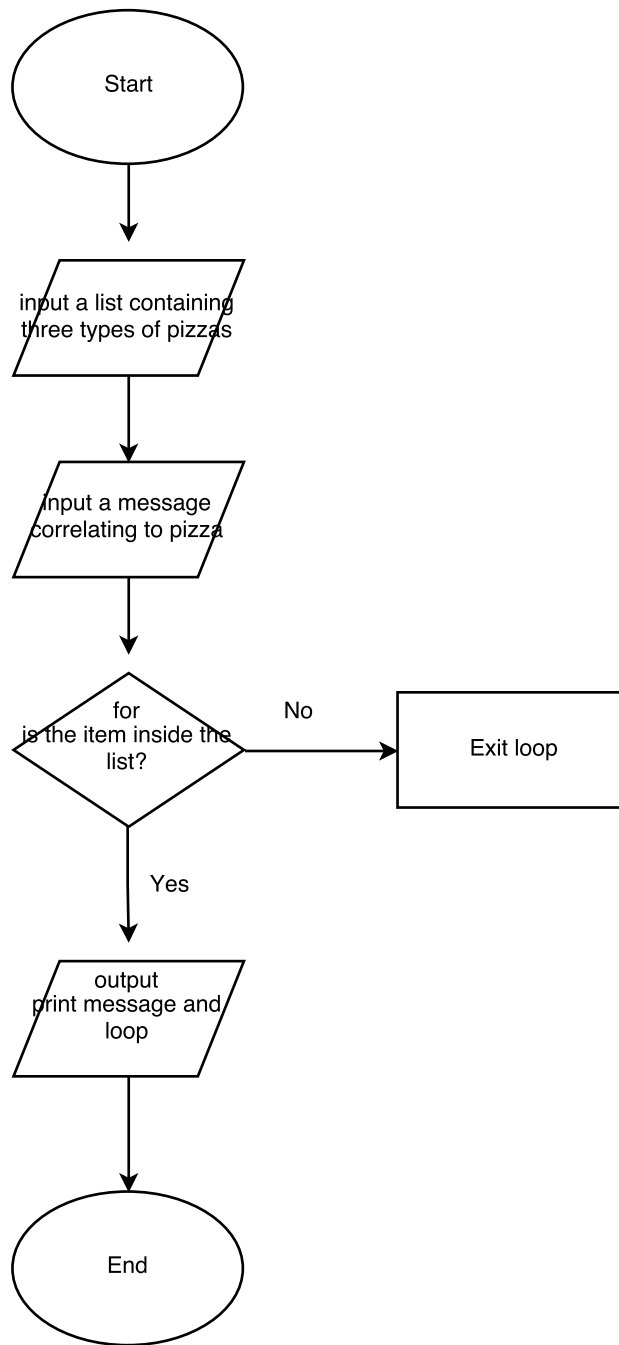 Start
input a list containing
three types of pizzas
input a message
correlating to pizza
for
is the item inside the
list?
No
Exit loop
Yes
output
print message and
loop
End